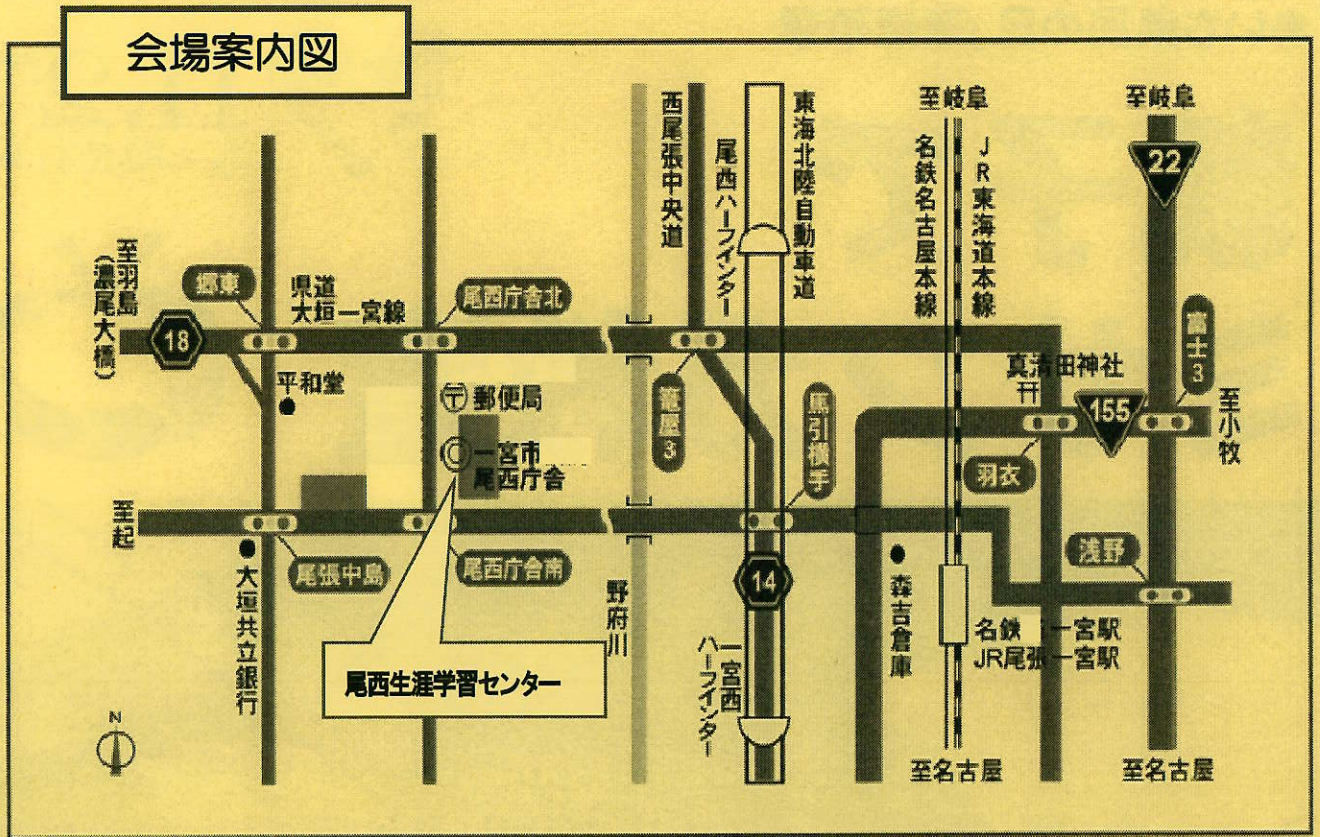 会場案内図
至岐阜
至岐阜
西尾張中央道
尾西ハーフインター
東海北陸自動車道
名鉄名古屋本線
JR東海道本線
22
至羽島
(濃尾大橋)
18
郷東
県道
大垣一宮線
尾西庁舎北
富士3
平和堂
〒郵便局
籠屋3
馬引横手
真清田神社
155
至小牧
一宮市
尾西庁舎
羽衣
至起
尾張中島
尾西庁舎南
浅野
大垣共立銀行
野府川
14
森吉倉庫
名鉄 一宮駅
JR尾張一宮駅
尾西生涯学習センター
一宮西
ハーフインター
N
至名古屋
至名古屋